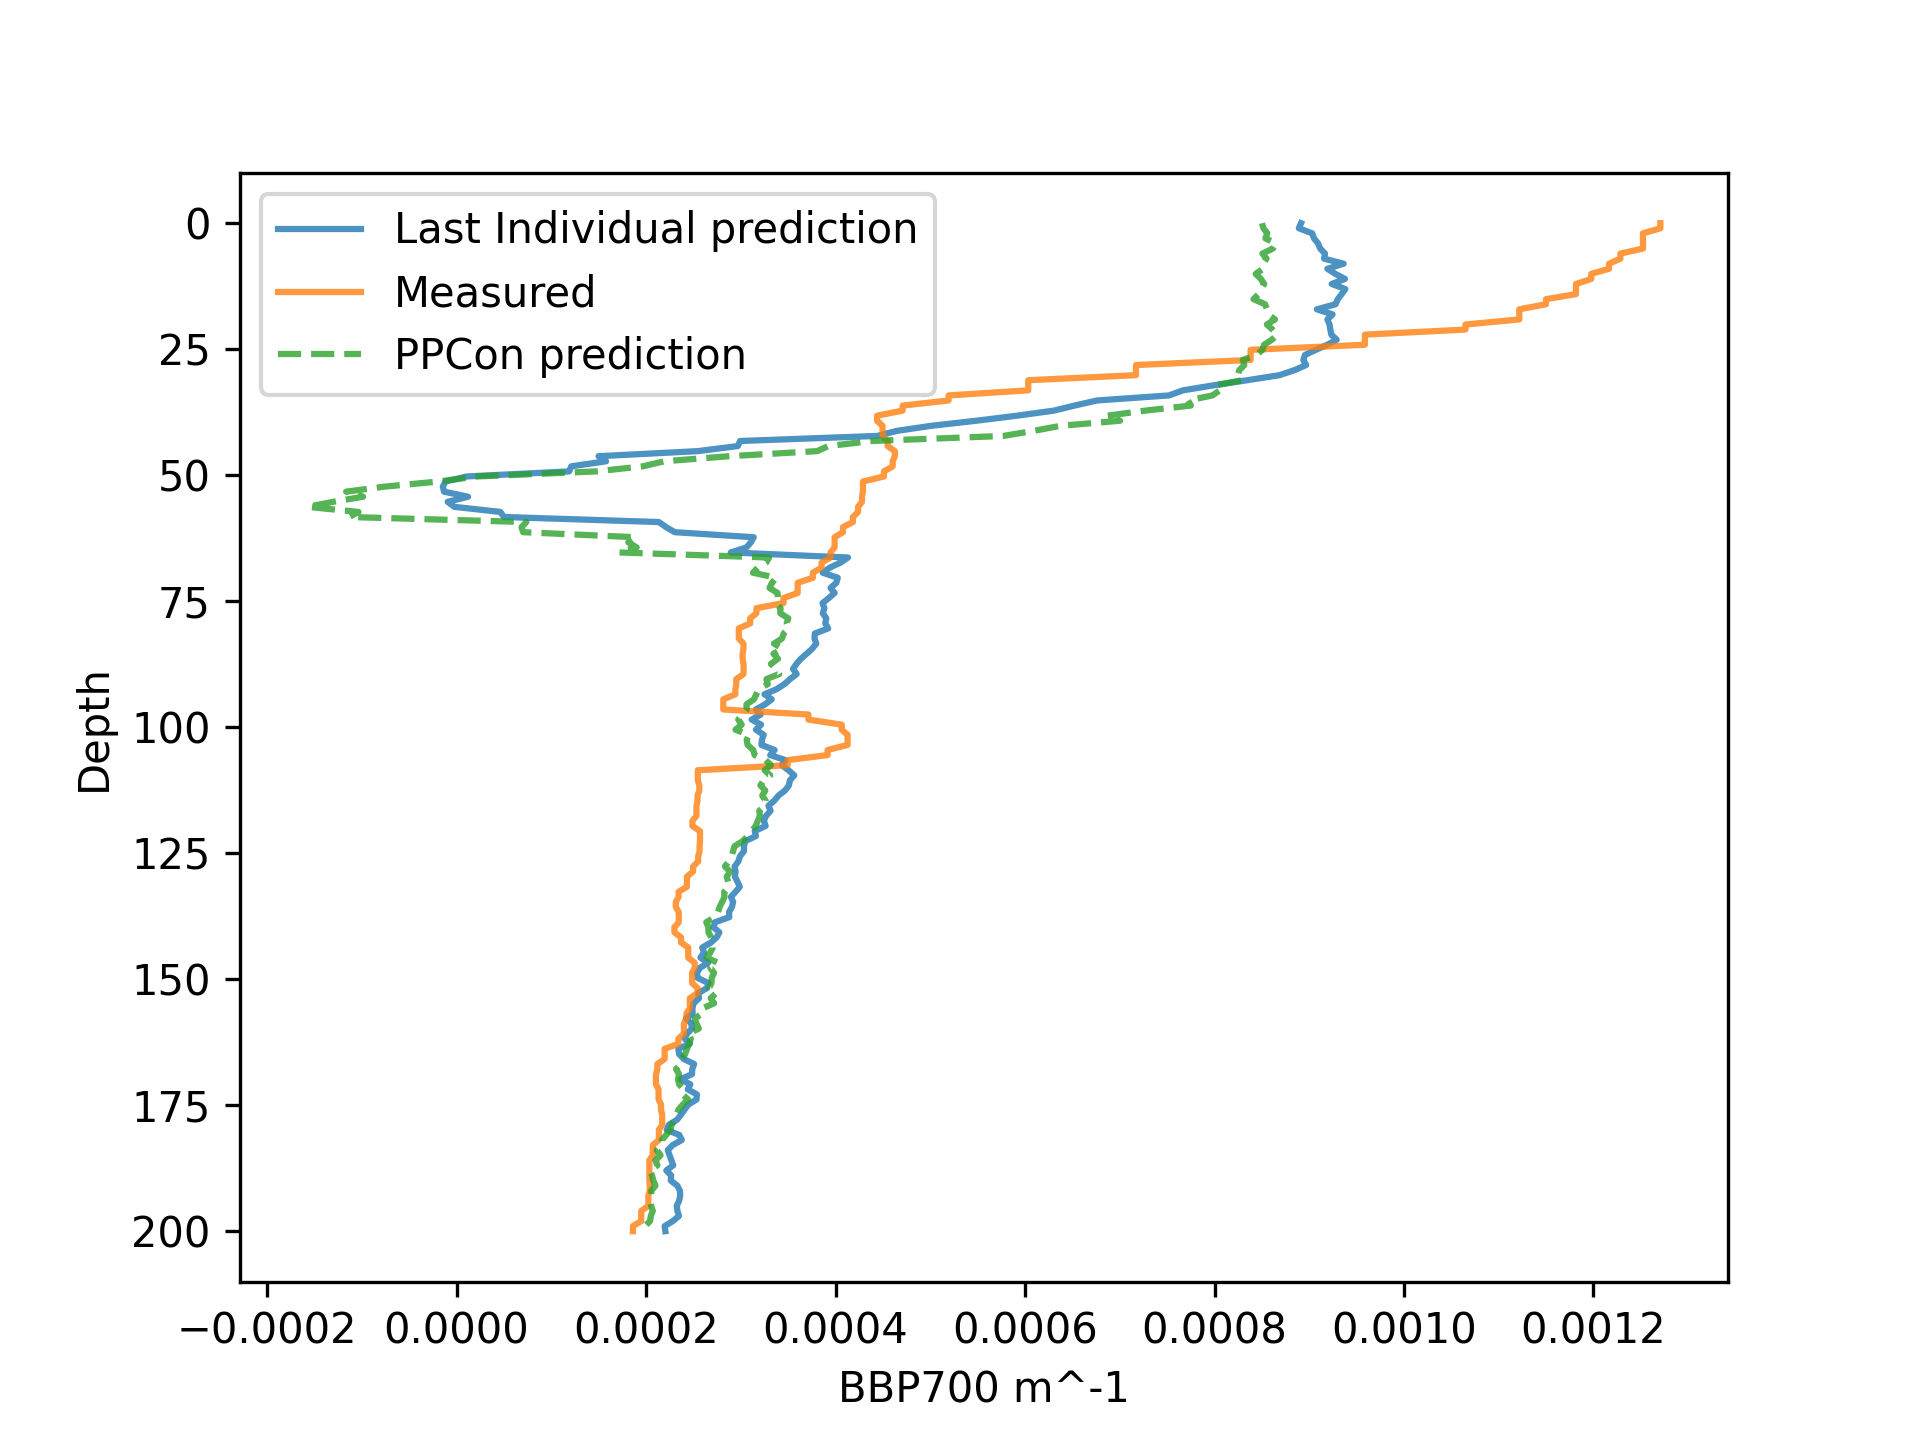 Last Individual prediction
Measured
PPCon prediction
0
25
50
75
100
125
150
175
200
Depth
−0.0002 0.0000 0.0002 0.0004 0.0006 0.0008 0.0010 0.0012
BBP700 m^-1